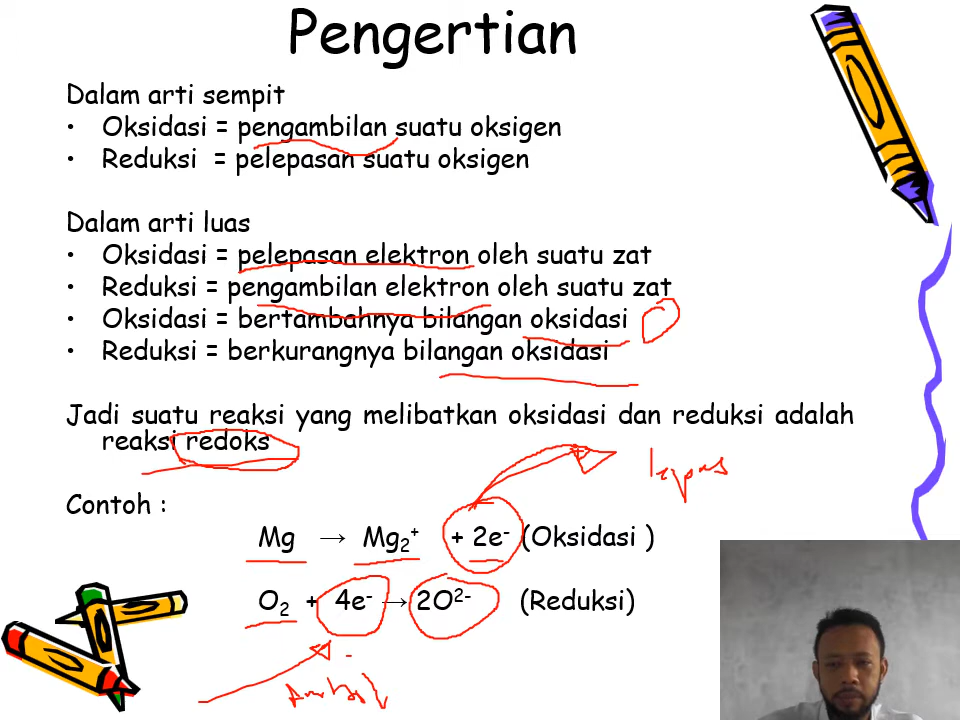 Pengertian
Dalam arti sempit
• Oksidasi = pengambilan suatu oksigen
• Reduksi = pelepasan suatu oksigen
Dalam arti luas
• Oksidasi = pelepasan elektron oleh suatu zat
• Reduksi = pengambilan elektron oleh suatu zat
• Oksidasi = bertambahnya bilangan oksidasi
• Reduksi = berkurangnya bilangan oksidasi
Jadi suatu reaksi yang melibatkan oksidasi dan reduksi adalah
reaksi redoks
lepas
Contoh :
Mg → Mg₂⁺ + 2e⁻ (Oksidasi )
O₂ + 4e⁻ → 2O²⁻ (Reduksi)